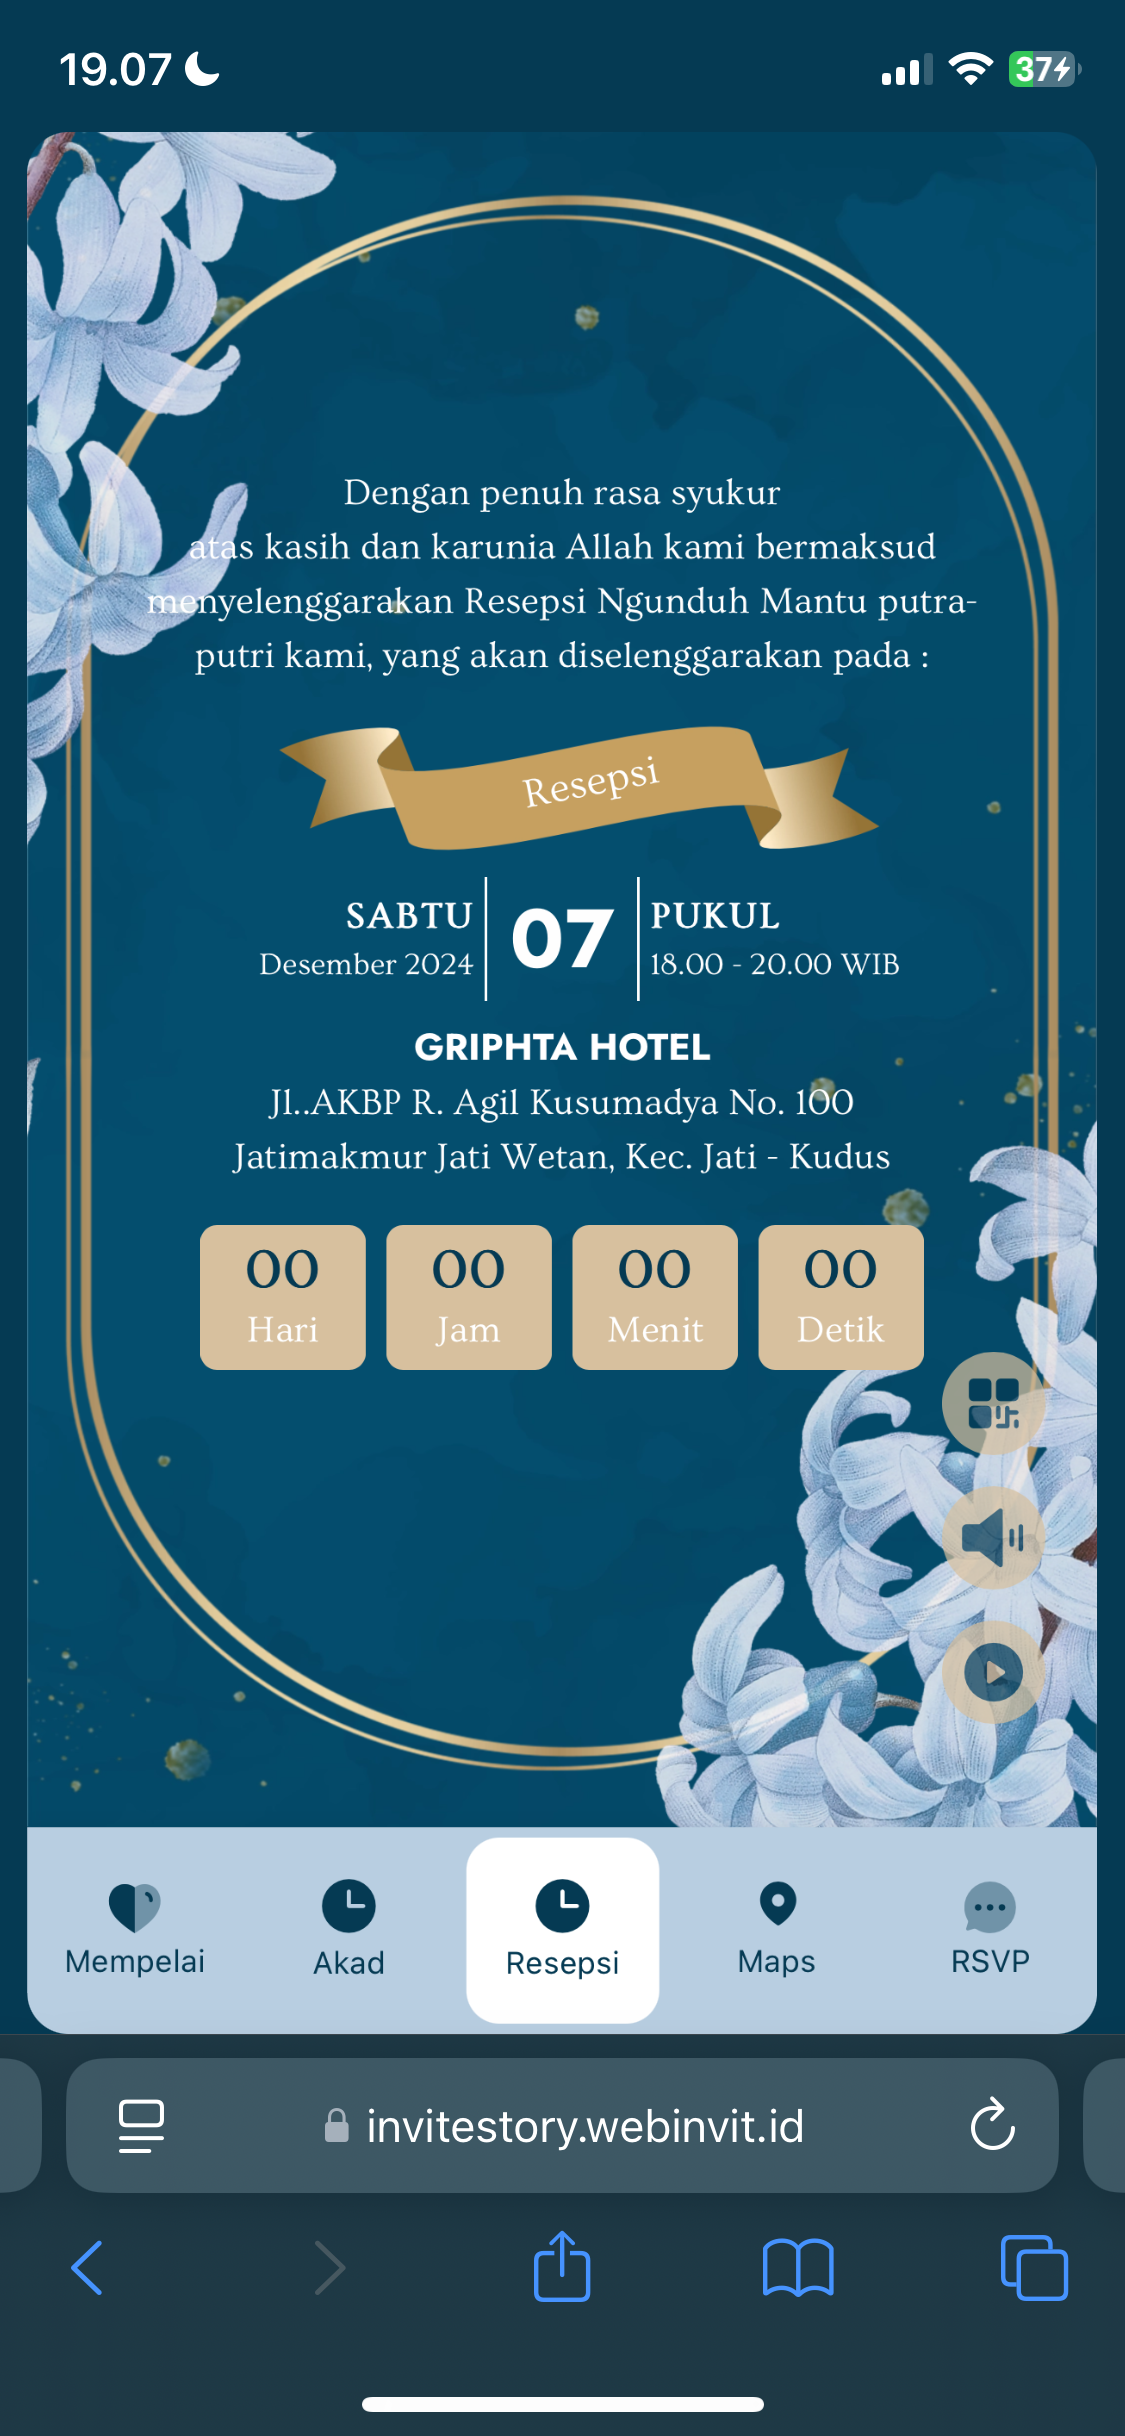 19.07
37
Dengan penuh rasa syukur
atas kasih dan karunia Allah kami bermaksud
menyelenggarakan Resepsi Ngunduh Mantu putra-
putri kami, yang akan diselenggarakan pada :
Resepsi
SABTU
Desember 2024
07
PUKUL
18.00 - 20.00 WIB
GRIPHTA HOTEL
Jl..AKBP R. Agil Kusumadya No. 100
Jatimakmur Jati Wetan, Kec. Jati - Kudus
00 00 00 00
Hari Jam Menit Detik
Mempelai Akad Resepsi Maps RSVP
invitestory.webinvit.id